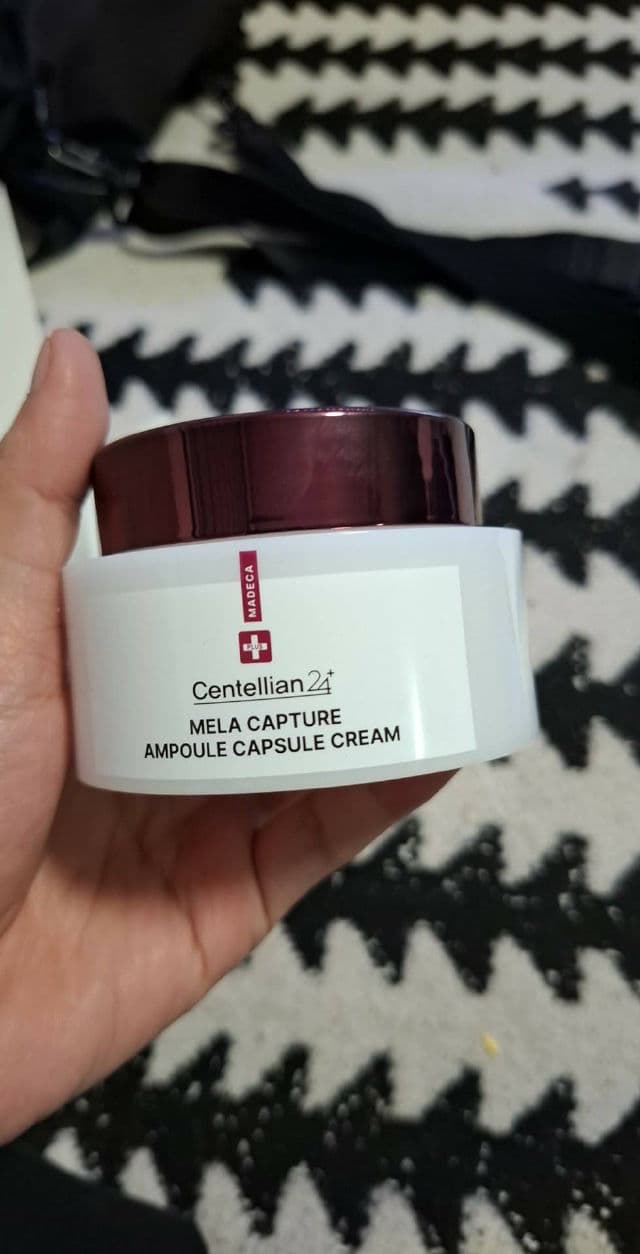 MADECA
PLUS
Centellian24+
MELA CAPTURE
AMPOULE CAPSULE CREAM